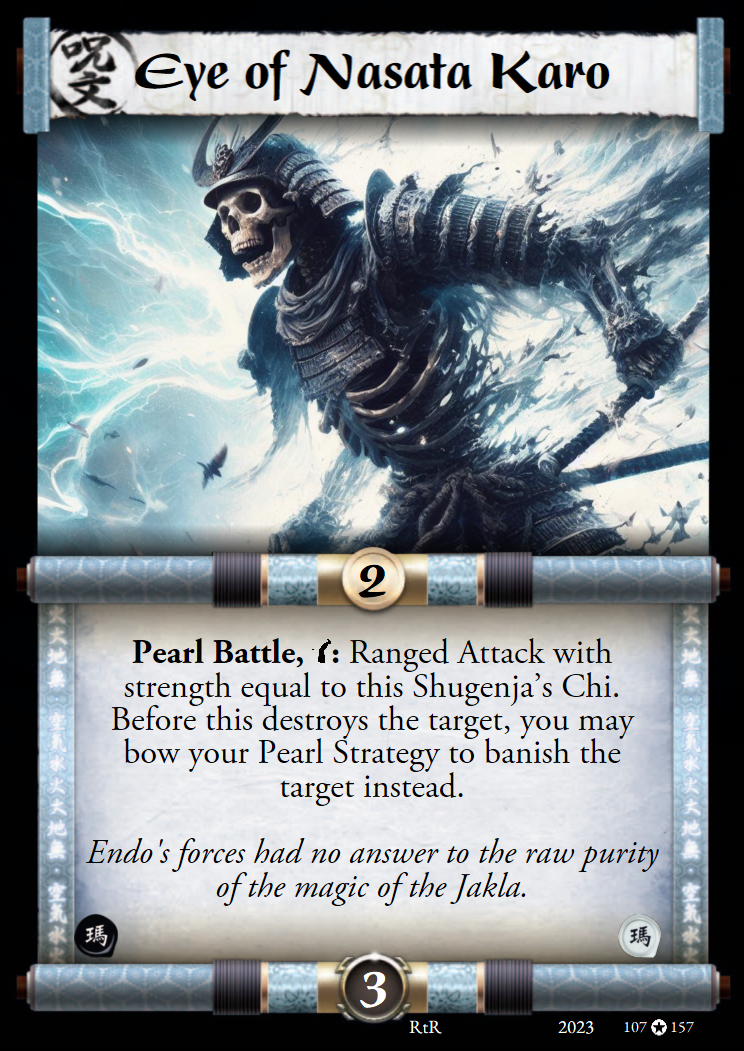 呪文
Eye of Nasata Karo
2
Pearl Battle, : Ranged Attack with
strength equal to this Shugenja's Chi.
Before this destroys the target, you may
bow your Pearl Strategy to banish the
target instead.
Endo's forces had no answer to the raw purity
of the magic of the Jakla.
瑪
瑪
3
RtR 2023 107 157